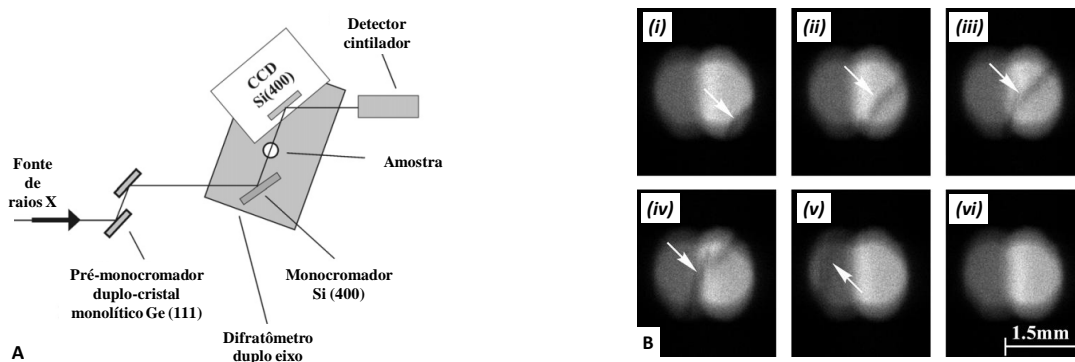 Detector
cintilador
CCD
Si(400)
Fonte
de
raios X
Amostra
Pré-monocromador
duplo-cristal
monolítico Ge (111)
Monocromador
Si (400)
Difratômetro
duplo eixo
A
(i)
(ii)
(iii)
(iv)
(v)
(vi)
B
1.5mm